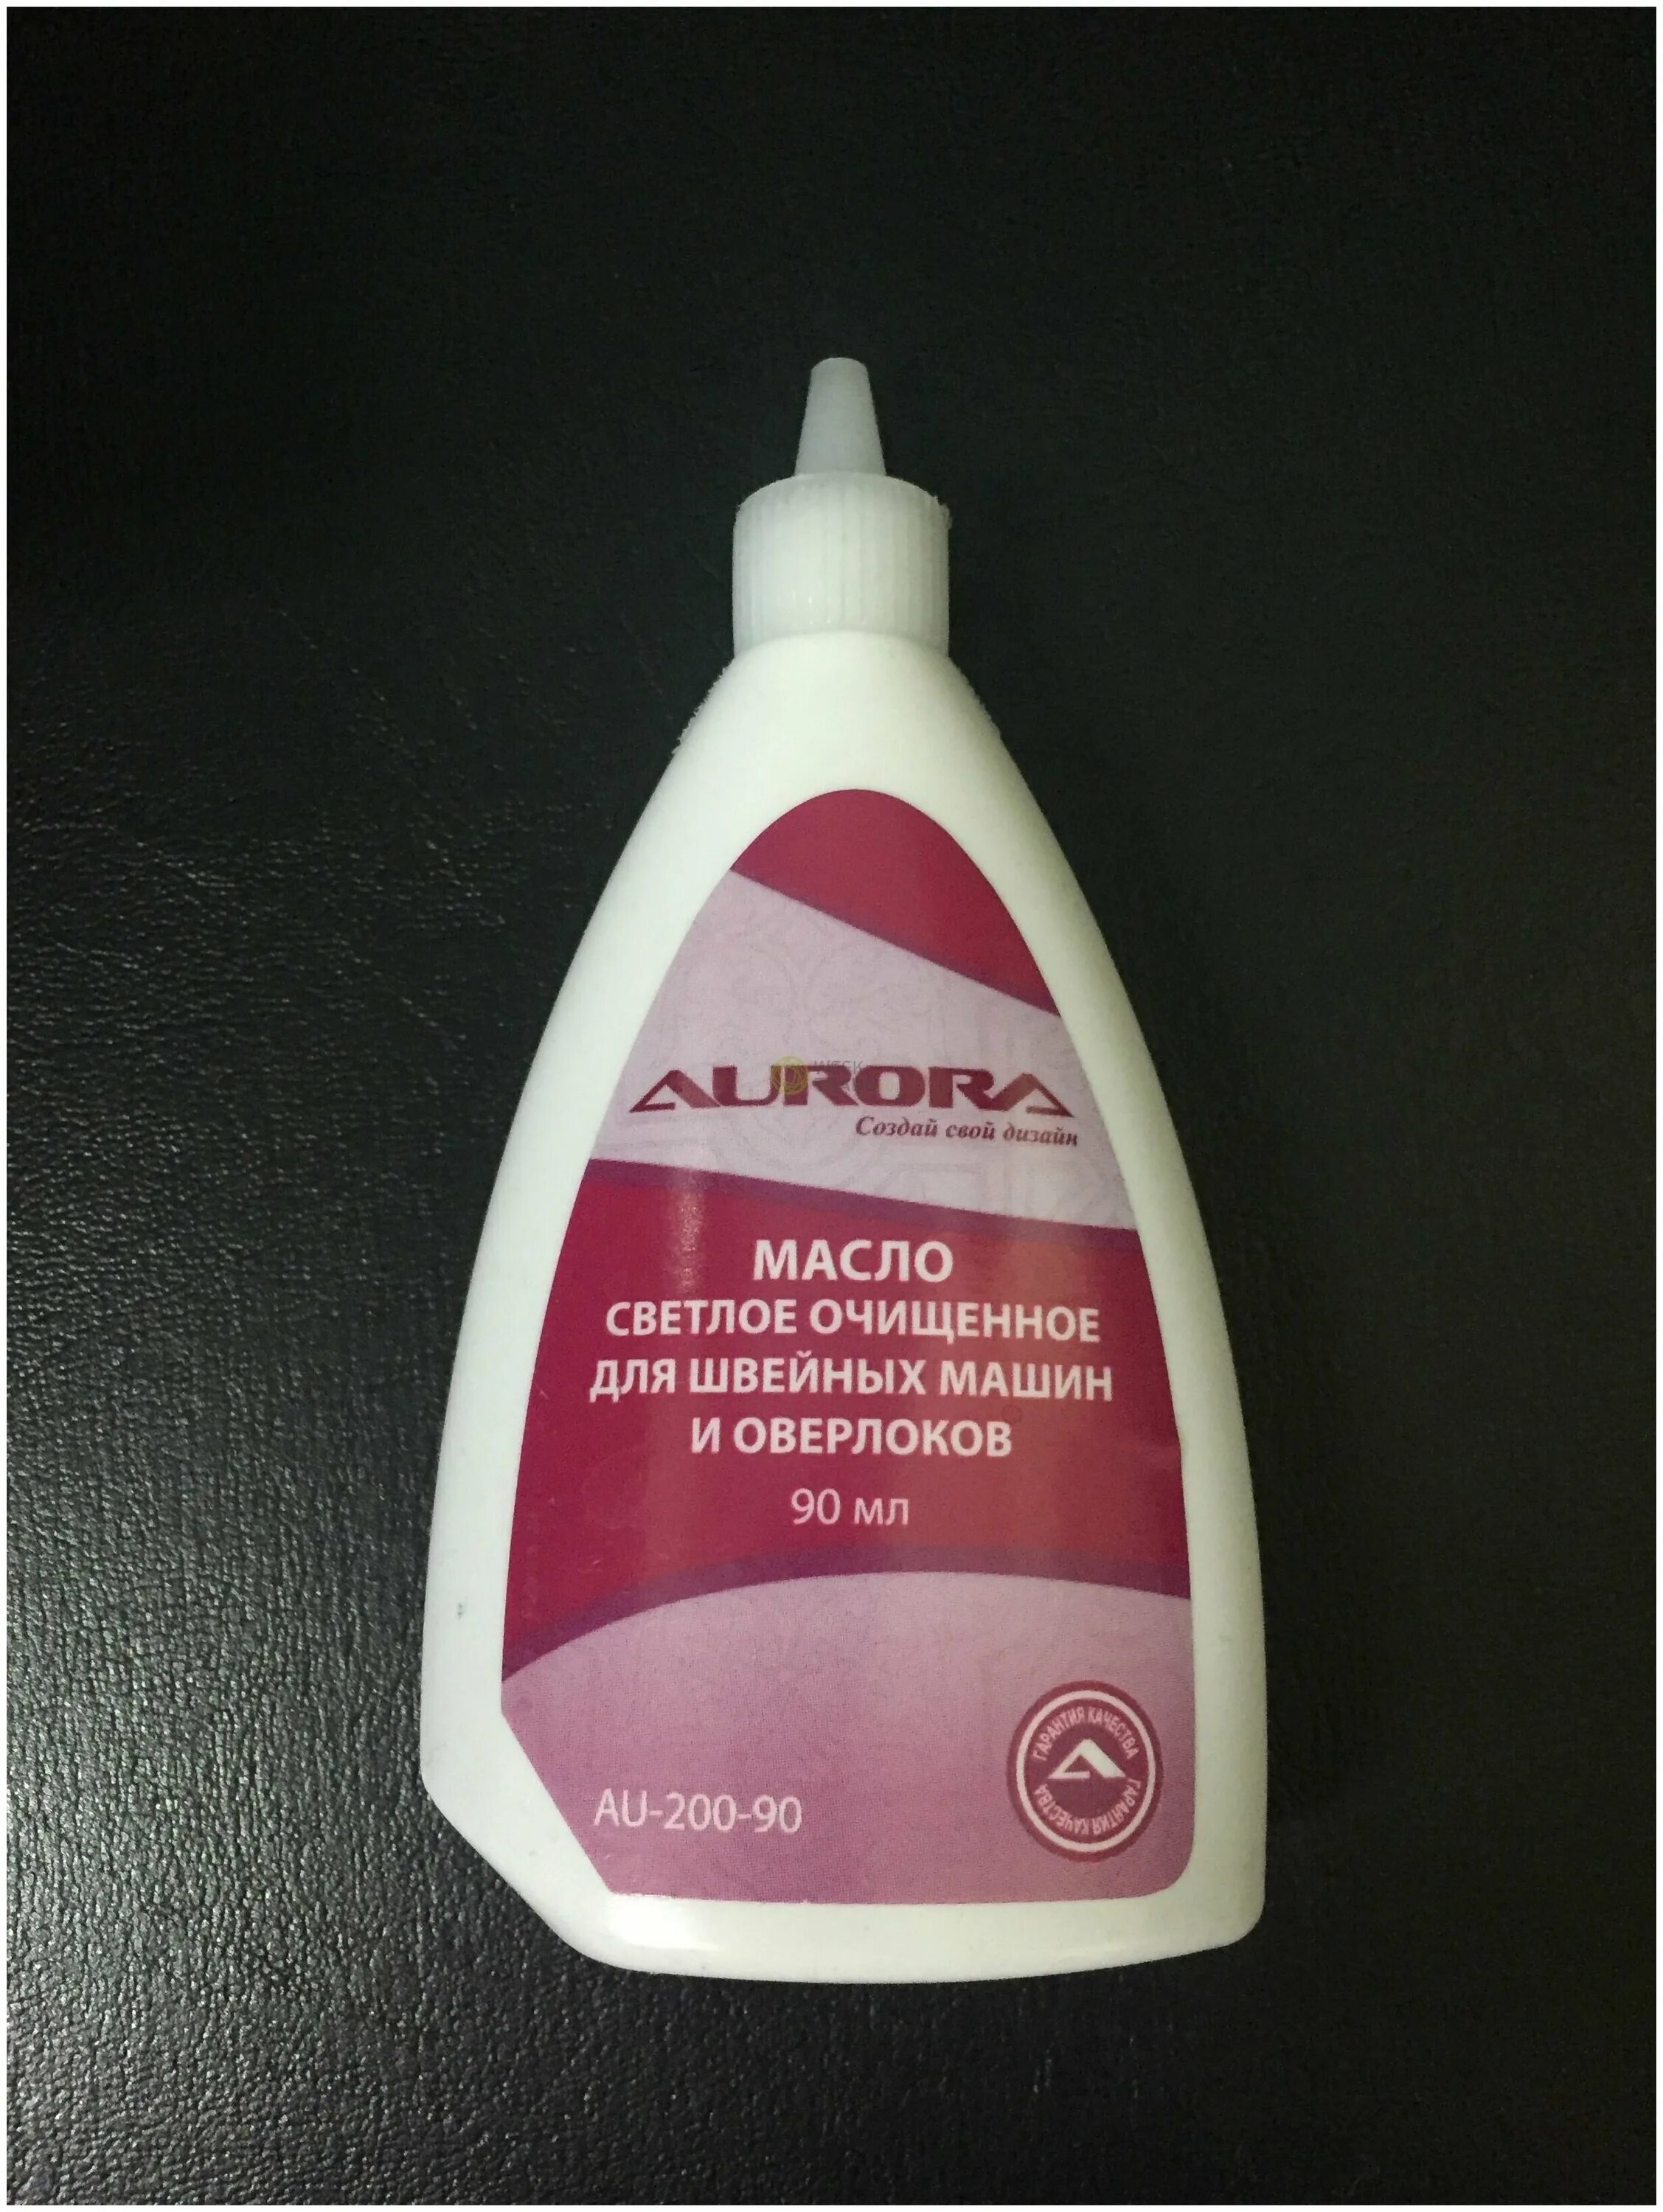 AURORA
Создай свой дизайн
МАСЛО
СВЕТЛОЕ ОЧИЩЕННОЕ
ДЛЯ ШВЕЙНЫХ МАШИН
И ОВЕРЛОКОВ
90 мл
AU-200-90
ГАРАНТИЯ КАЧЕСТВА
ГАРАНТИЯ КАЧЕСТВА